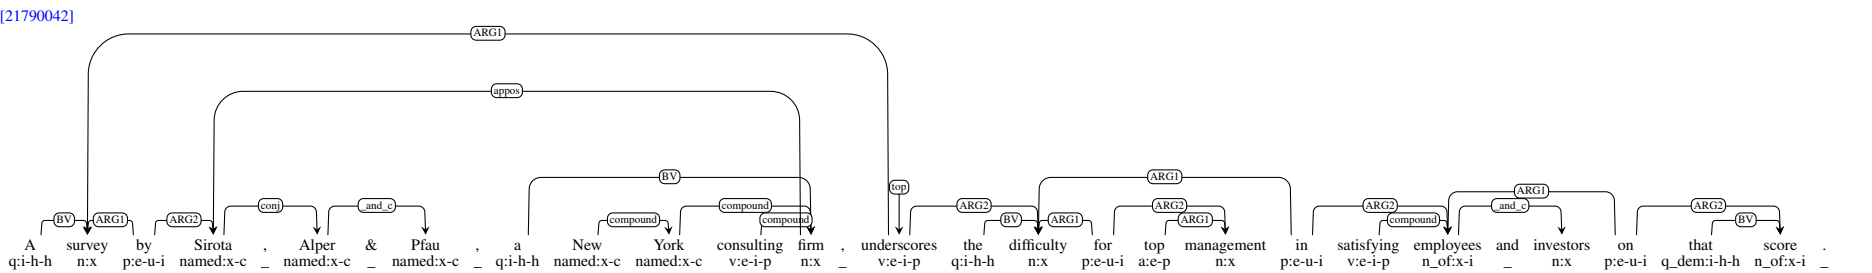 [21790042]
ARG1
appos
BV ARG1
top
conj _and_c compound ARG2 ARG1 ARG2 _and_c ARG2
BV ARG1 ARG2 compound compound BV ARG1 ARG1 compound BV
A survey by Sirota , Alper & Pfau , a New York consulting firm , underscores the difficulty for top management in satisfying employees and investors on that score .
q:i-h-h n:x p:e-u-i named:x-c _ named:x-c _ named:x-c _ q:i-h-h named:x-c named:x-c v:e-i-p n:x _ v:e-i-p q:i-h-h n:x p:e-u-i a:e-p n:x p:e-u-i v:e-i-p n_of:x-i _ n:x p:e-u-i q_dem:i-h-h n_of:x-i _